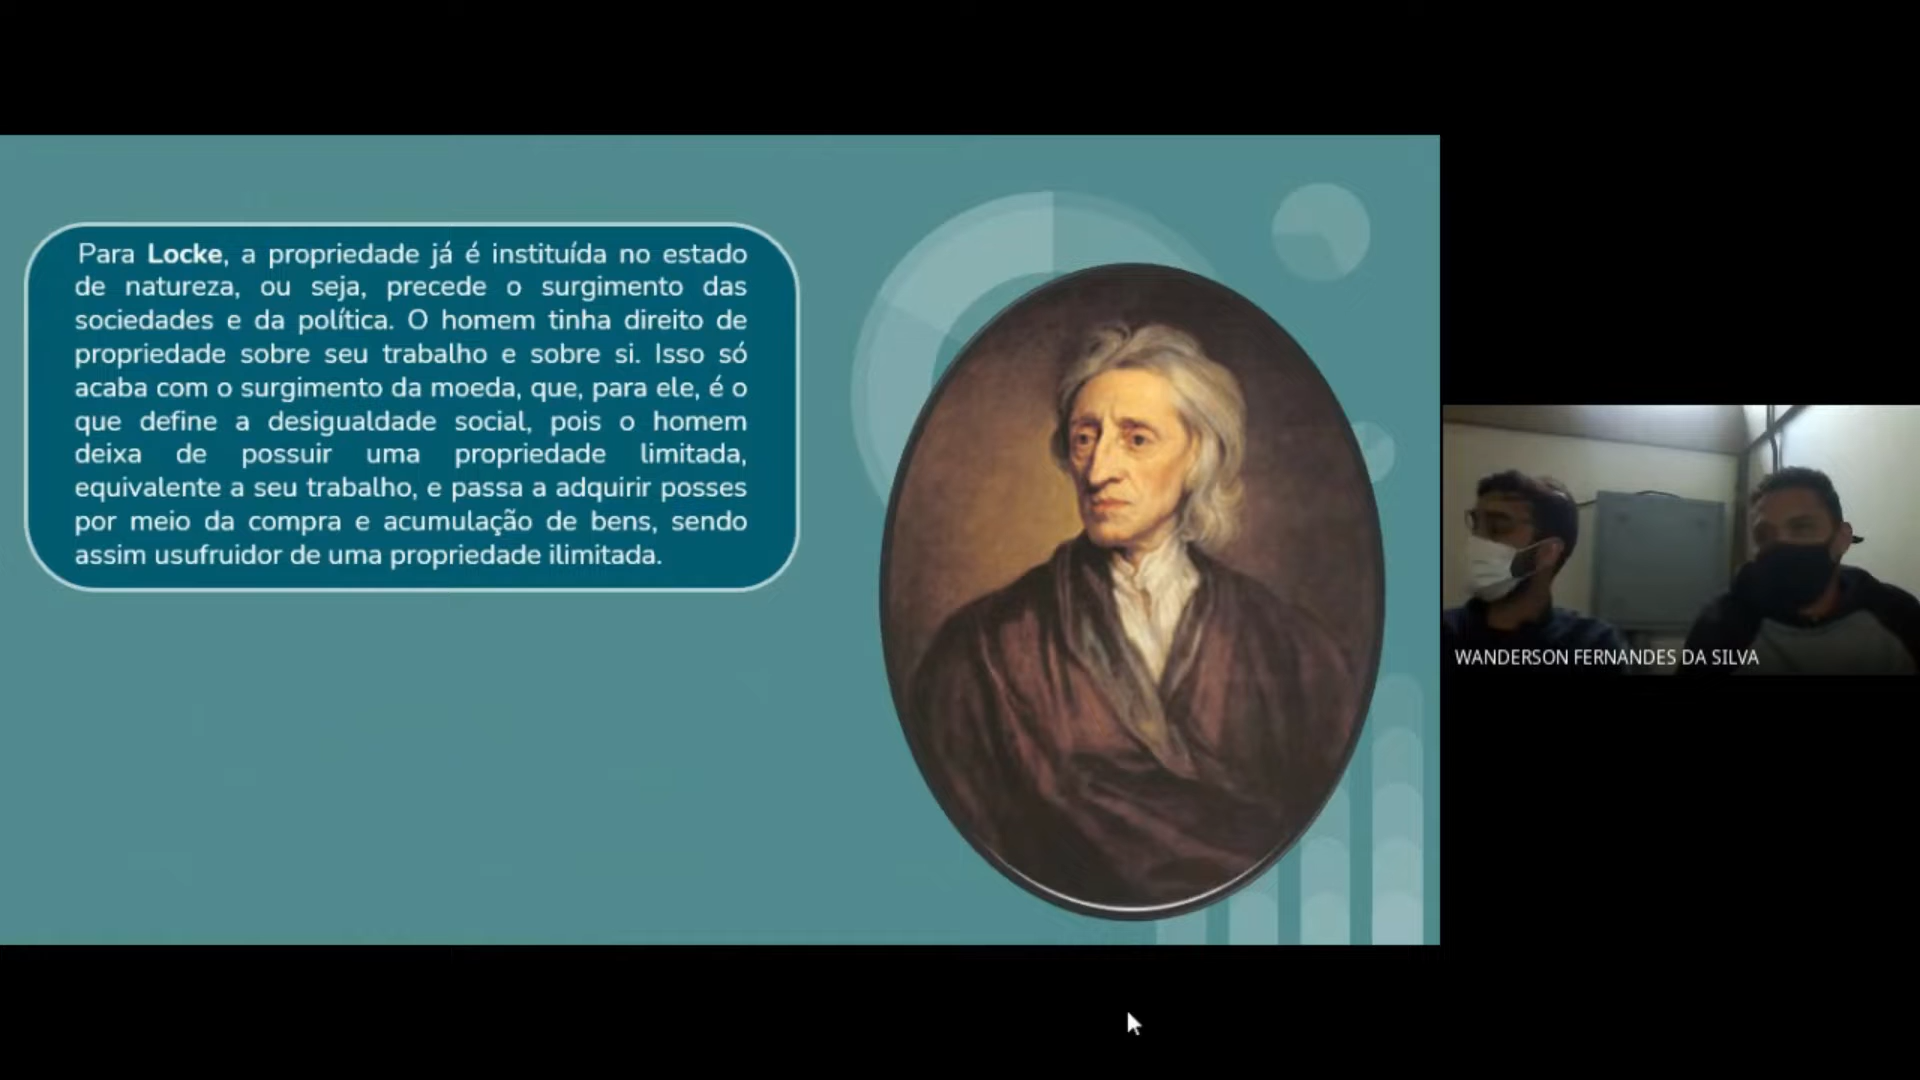 Para Locke, a propriedade já é instituída no estado
de natureza, ou seja, precede o surgimento das
sociedades e da política. O homem tinha direito de
propriedade sobre seu trabalho e sobre si. Isso só
acaba com o surgimento da moeda, que, para ele, é o
que define a desigualdade social, pois o homem
deixa de possuir uma propriedade limitada,
equivalente a seu trabalho, e passa a adquirir posses
por meio da compra e acumulação de bens, sendo
assim usufruidor de uma propriedade ilimitada.
WANDERSON FERNANDES DA SILVA